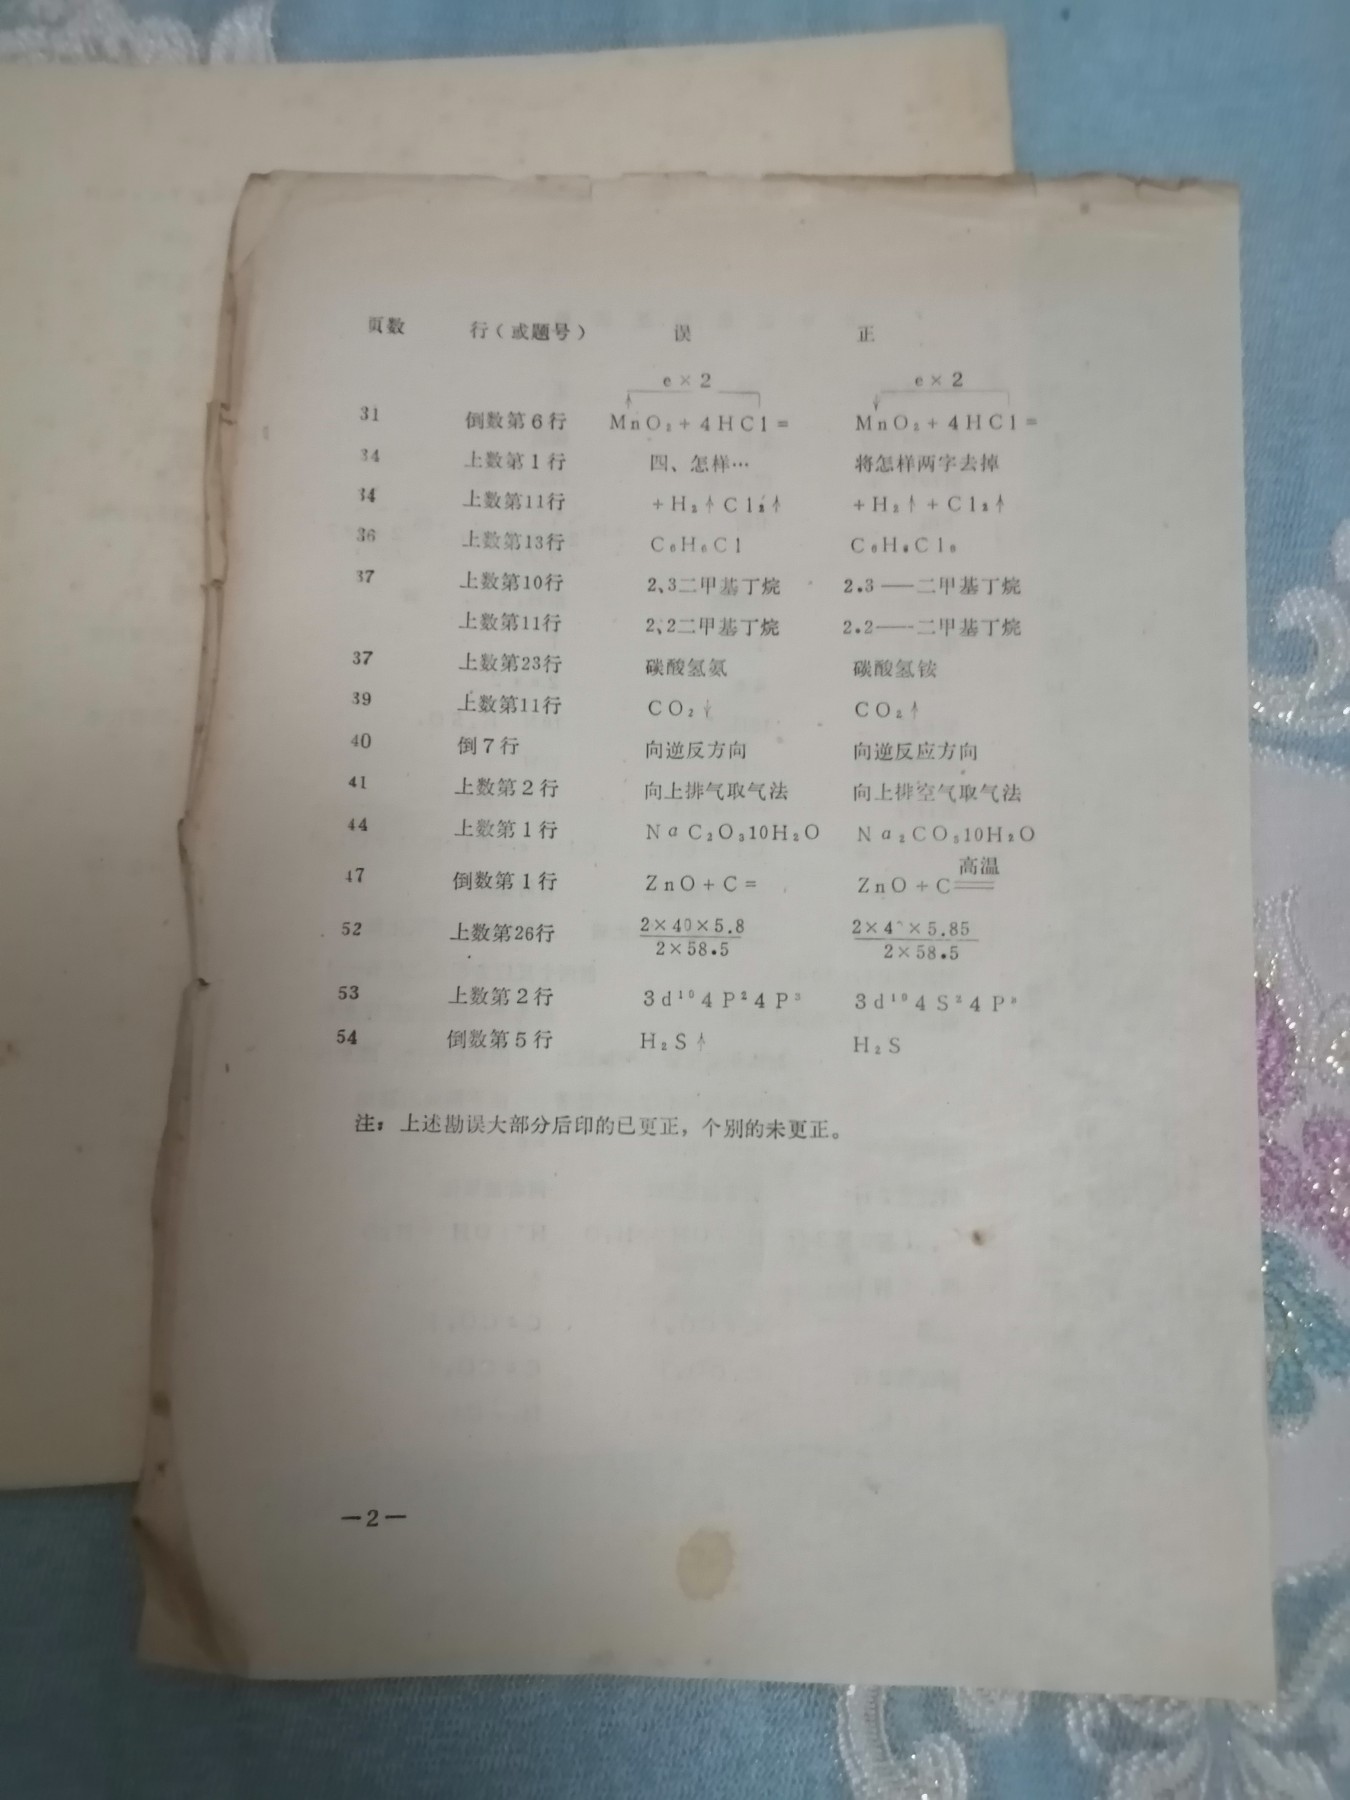 页数 行（或题号） 误 正
e×2 e×2
31 倒数第6行 MnO₂+4HCl= MnO₂+4HCl=
34 上数第1行 四、怎样… 将怎样两字去掉
34 上数第11行 +H₂↑Cl₂↑ +H₂↑+Cl₂↑
36 上数第13行 C₆H₆Cl C₆H₆Cl₆
37 上数第10行 2、3二甲基丁烷 2.3——二甲基丁烷
上数第11行 2、2二甲基丁烷 2.2——二甲基丁烷
37 上数第23行 碳酸氢氨 碳酸氢铵
39 上数第11行 CO₂↓ CO₂↑
40 倒7行 向逆反方向 向逆反应方向
41 上数第2行 向上排气取气法 向上排空气取气法
44 上数第1行 NaC₂O₃10H₂O Na₂CO₃10H₂O
高温
47 倒数第1行 ZnO+C= ZnO+C══
52 上数第26行 2×40×5.8 2×4 ×5.85
2×58.5 2×58.5
53 上数第2行 3d¹⁰4P²4P³ 3d¹⁰4S²4P³
54 倒数第5行 H₂S↑ H₂S
注：上述勘误大部分后印的已更正，个别的未更正。
—2—